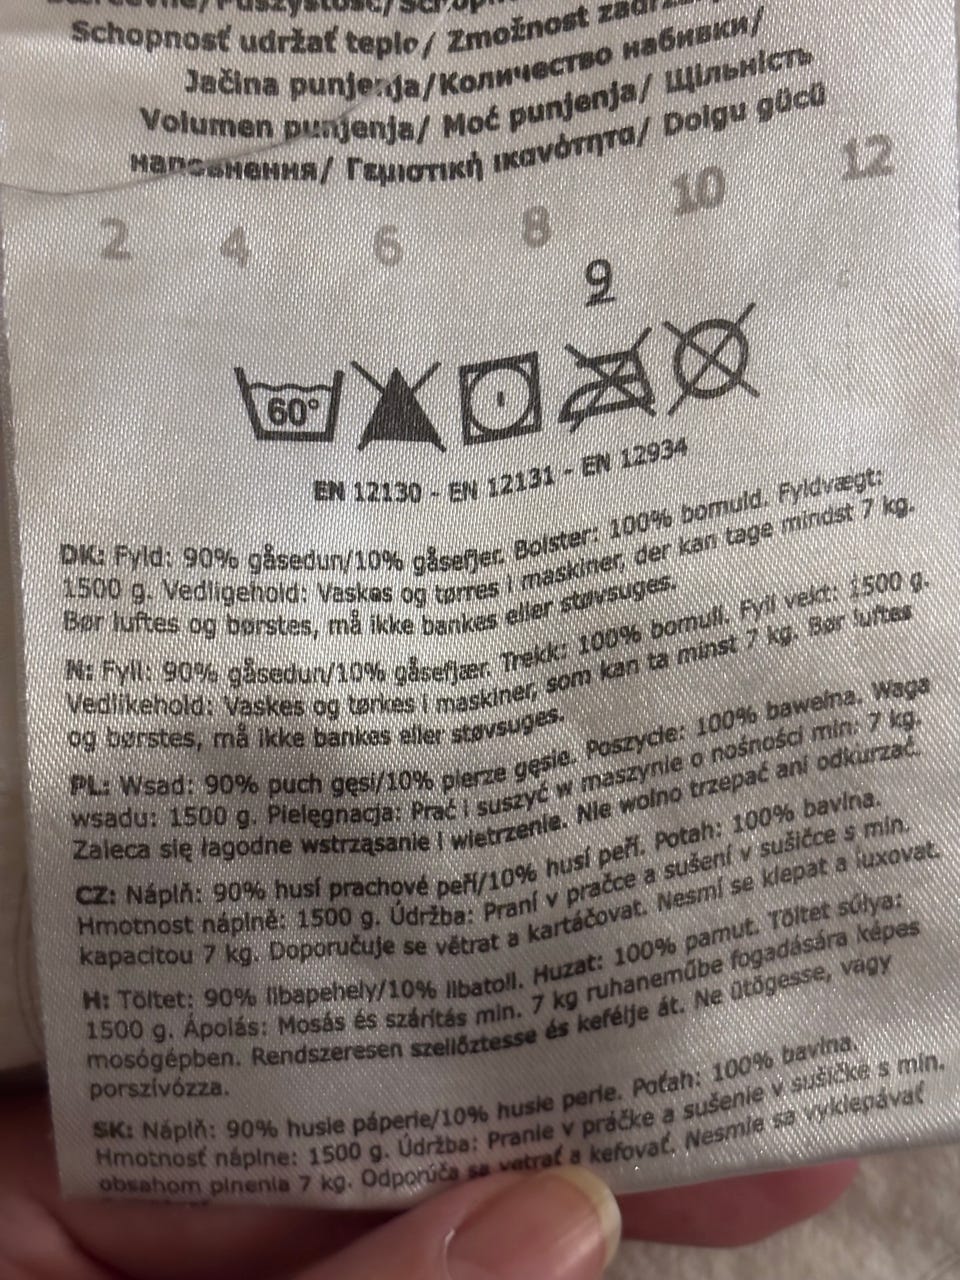 Schopnosť udržať teplo/ Zmožnost
Jačina punjenja/Количество набивки/
Volumen punjenja/ Moć punjenja/ Щільність
наповнення/ Γεμιστική ικανότητα/ Dolgu gücü
2 4 6 8 10 12
9
60°
EN 12130 - EN 12131 - EN 12934
DK: Fyld: 90% gåsedun/10% gåsefjer. Bolster: 100% bomuld. Fyldvægt:
1500 g. Vedligehold: Vaskes og tørres i maskiner, der kan tage mindst 7 kg.
Bør luftes og børstes, må ikke bankes eller støvsuges.
N: Fyll: 90% gåsedun/10% gåsefjær. Trekk: 100% bomull. Fyll vekt: 1500 g.
Vedlikehold: Vaskes og tørkes i maskiner, som kan ta minst 7 kg. Bør luftes
og børstes, må ikke bankes eller støvsuges.
PL: Wsad: 90% puch gęsi/10% pierze gęsie. Poszycie: 100% bawełna. Waga
wsadu: 1500 g. Pielęgnacja: Prać i suszyć w maszynie o nośności min: 7 kg.
Zaleca się łagodne wstrząsanie i wietrzenie. Nie wolno trzepać ani odkurzać.
CZ: Náplň: 90% husí prachové peří/10% husí peří. Potah: 100% bavlna.
Hmotnost náplně: 1500 g. Údržba: Praní v pračce a sušení v sušičce s min.
kapacitou 7 kg. Doporučuje se větrat a kartáčovat. Nesmí se klepat a luxovat.
H: Töltet: 90% libapehely/10% libatoll. Huzat: 100% pamut. Töltet súlya:
1500 g. Ápolás: Mosás és szárítás min. 7 kg ruhaneműbe fogadására képes
mosógépben. Rendszeresen szellőztesse és kefélje át. Ne ütögesse, vagy
porszívózza.
SK: Náplň: 90% husie páperie/10% husie perie. Poťah: 100% bavlna.
Hmotnosť náplne: 1500 g. Údržba: Pranie v práčke a sušenie v sušičke s min.
obsahom plnenia 7 kg. Odporúča sa vetrať a kefovať. Nesmie sa vyklepávať